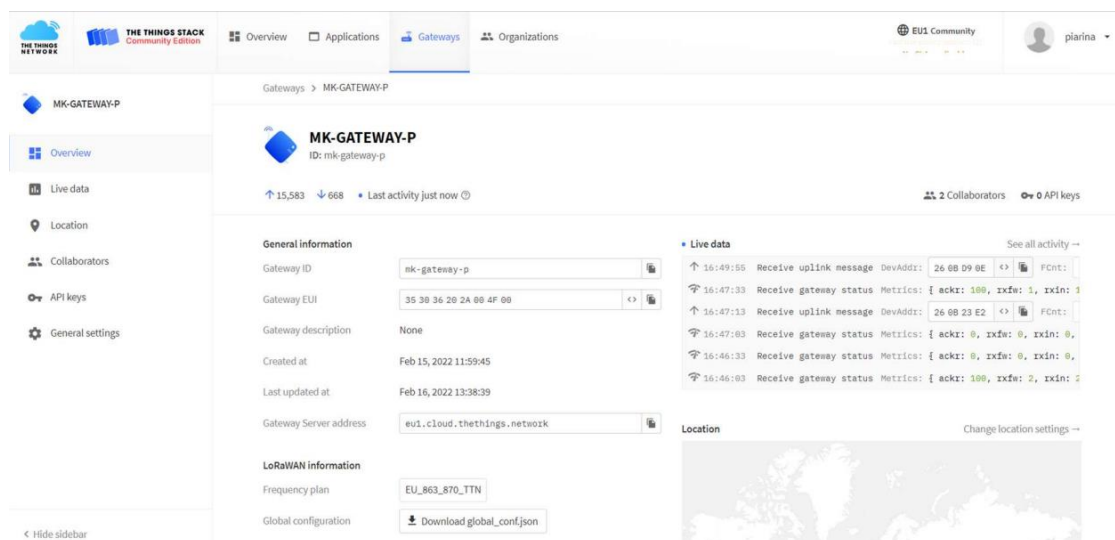 THE THINGS NETWORK
THE THINGS STACK
Community Edition
Overview
Applications
Gateways
Organizations
EU1 Community
piarina
MK-GATEWAY-P
Overview
Live data
Location
Collaborators
API keys
General settings
< Hide sidebar
Gateways > MK-GATEWAY-P
MK-GATEWAY-P
ID: mk-gateway-p
↑ 15,583 ↓ 668 • Last activity just now
2 Collaborators
0 API keys
General information
Gateway ID mk-gateway-p
Gateway EUI 35 30 36 20 2A 00 4F 00
Gateway description None
Created at Feb 15, 2022 11:59:45
Last updated at Feb 16, 2022 13:38:39
Gateway Server address eu1.cloud.thethings.network
LoRaWAN information
Frequency plan EU_863_870_TTN
Global configuration Download global_conf.json
• Live data See all activity →
↑ 16:49:55 Receive uplink message DevAddr: 26 0B D9 0E <> FCnt:
16:47:33 Receive gateway status Metrics: { ackr: 100, rxfw: 1, rxin: 1
↑ 16:47:13 Receive uplink message DevAddr: 26 0B 23 E2 <> FCnt:
16:47:03 Receive gateway status Metrics: { ackr: 0, rxfw: 0, rxin: 0,
16:46:33 Receive gateway status Metrics: { ackr: 0, rxfw: 0, rxin: 0,
16:46:03 Receive gateway status Metrics: { ackr: 100, rxfw: 2, rxin: 2
Location Change location settings →